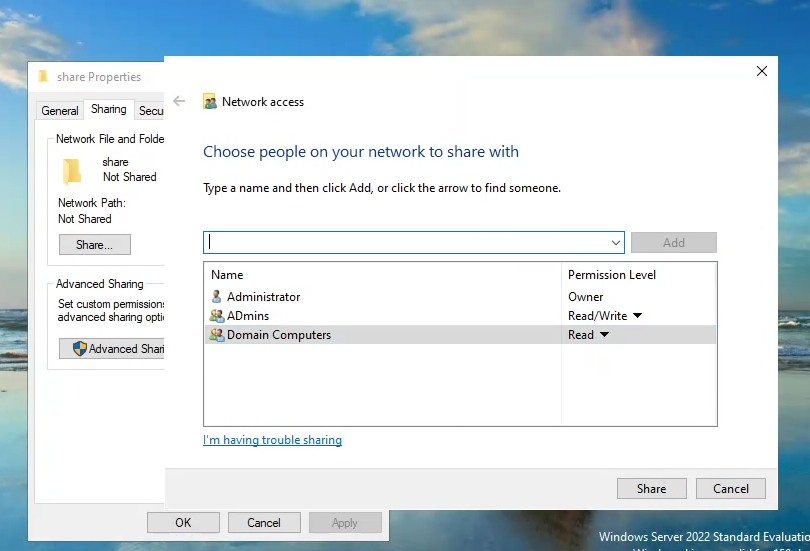 share Properties
General
Sharing
Secu
Network File and Folde
share
Not Shared
Network Path:
Not Shared
Share...
Advanced Sharing
Set custom permissions
advanced sharing optio
Advanced Shari
OK
Cancel
Apply
Network access
Choose people on your network to share with
Type a name and then click Add, or click the arrow to find someone.
Add
Name
Permission Level
Administrator
Owner
ADmins
Read/Write
Domain Computers
Read
I'm having trouble sharing
Share
Cancel
Windows Server 2022 Standard Evaluatio